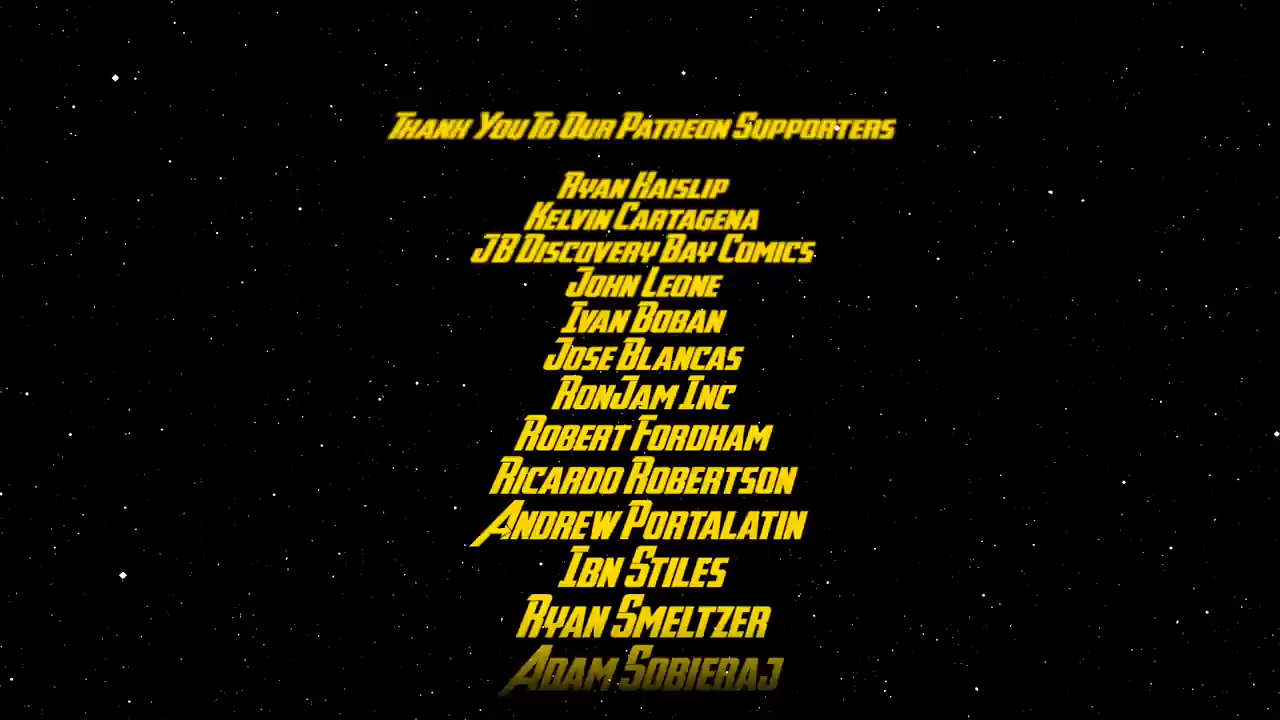 Thank You To Our Patreon Supporters
Ryan Haislip
Kelvin Cartagena
JB Discovery Bay Comics
John Leone
Ivan Boban
Jose Blancas
RonJam Inc
Robert Fordham
Ricardo Robertson
Andrew Portalatin
Ibn Stiles
Ryan Smeltzer
Adam Sobieraj